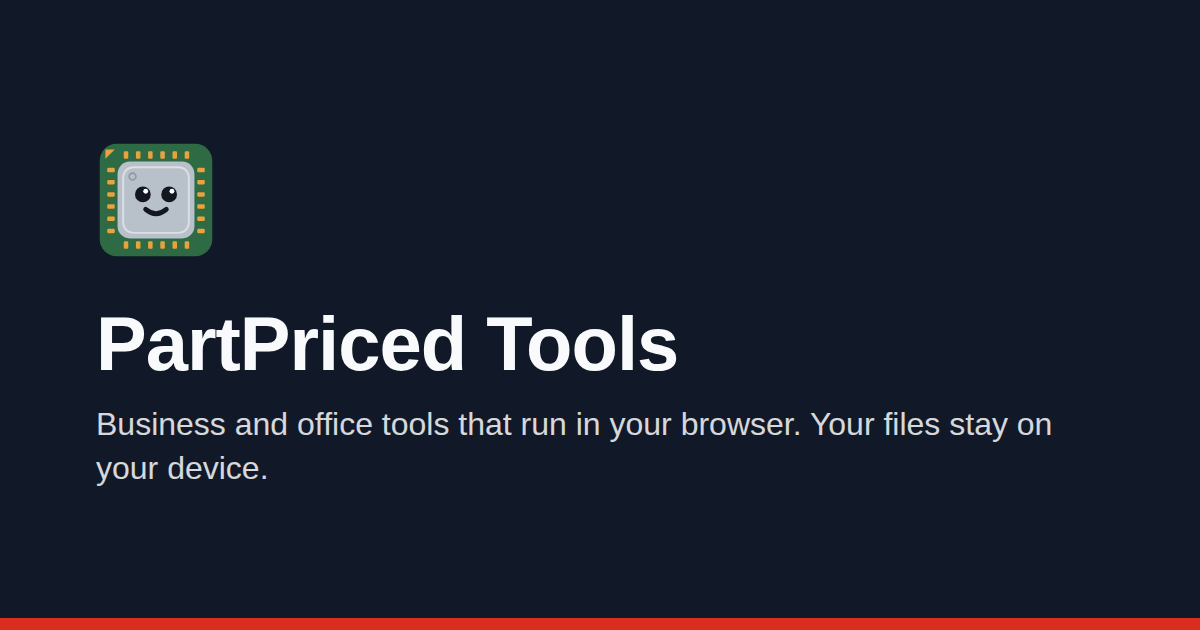 PartPriced Tools
Business and office tools that run in your browser. Your files stay on
your device.